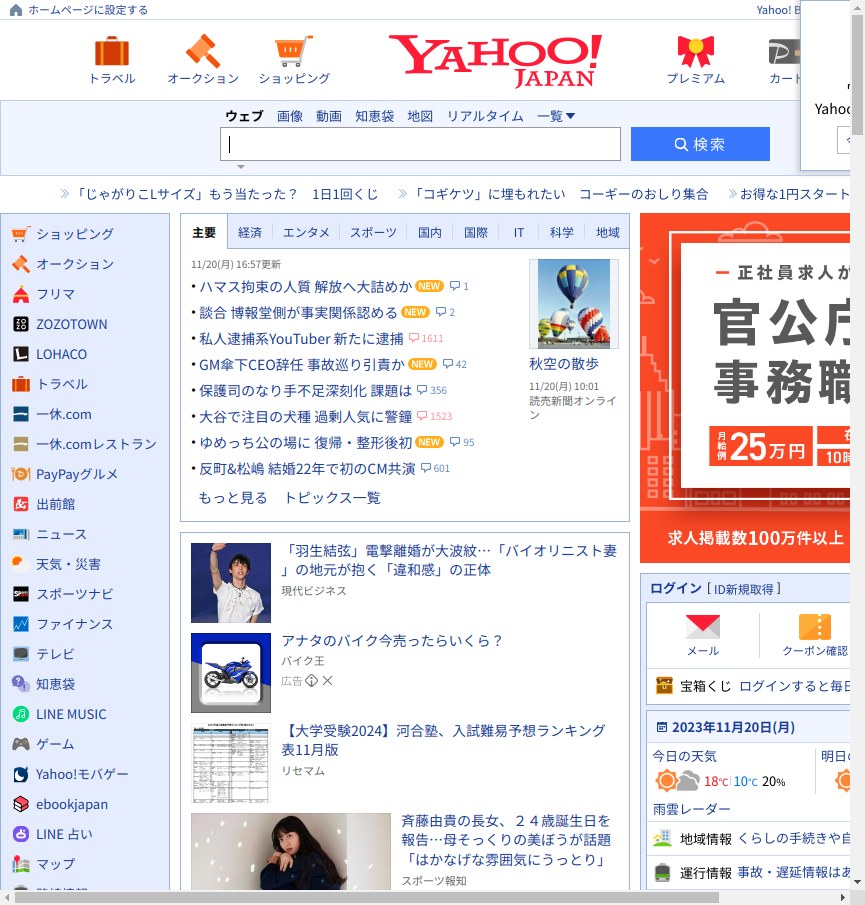 ホームページに設定する
Yahoo! B
トラベル
オークション
ショッピング
YAHOO!
JAPAN
プレミアム
カード
Yahoo
ウェブ 画像 動画 知恵袋 地図 リアルタイム 一覧
検索
「じゃがりこLサイズ」もう当たった？ 1日1回くじ
「コギケツ」に埋もれたい コーギーのおしり集合
お得な1円スタート
ショッピング
オークション
フリマ
ZOZOTOWN
LOHACO
トラベル
一休.com
一休.comレストラン
PayPayグルメ
出前館
ニュース
天気・災害
スポーツナビ
ファイナンス
テレビ
知恵袋
LINE MUSIC
ゲーム
Yahoo!モバゲー
ebookjapan
LINE 占い
マップ
主要 経済 エンタメ スポーツ 国内 国際 IT 科学 地域
11/20(月) 16:57更新
• ハマス拘束の人質 解放へ大詰めか NEW 1
• 談合 博報堂側が事実関係認める NEW 2
• 私人逮捕系YouTuber 新たに逮捕 1611
• GM傘下CEO辞任 事故巡り引責か NEW 42
• 保護司のなり手不足深刻化 課題は 356
• 大谷で注目の犬種 過剰人気に警鐘 1523
• ゆめっち公の場に 復帰・整形後初 NEW 95
• 反町&松嶋 結婚22年で初のCM共演 601
もっと見る トピックス一覧
秋空の散歩
11/20(月) 10:01
読売新聞オンライン
「羽生結弦」電撃離婚が大波紋…「バイオリニスト妻
」の地元が抱く「違和感」の正体
現代ビジネス
アナタのバイク今売ったらいくら？
バイク王
広告
【大学受験2024】河合塾、入試難易予想ランキング
表11月版
リセマム
斉藤由貴の長女、２４歳誕生日を
報告…母そっくりの美ぼうが話題
「はかなげな雰囲気にうっとり」
スポーツ報知
ー正社員求人が
官公庁
事務職
月給例 25万円
在
10時
求人掲載数100万件以上
ログイン [ ID新規取得 ]
メール
クーポン確認
宝箱くじ ログインすると毎日
2023年11月20日(月)
今日の天気
明日の
18℃ 10℃ 20%
雨雲レーダー
地域情報 くらしの手続きや自
運行情報 事故・遅延情報はあ